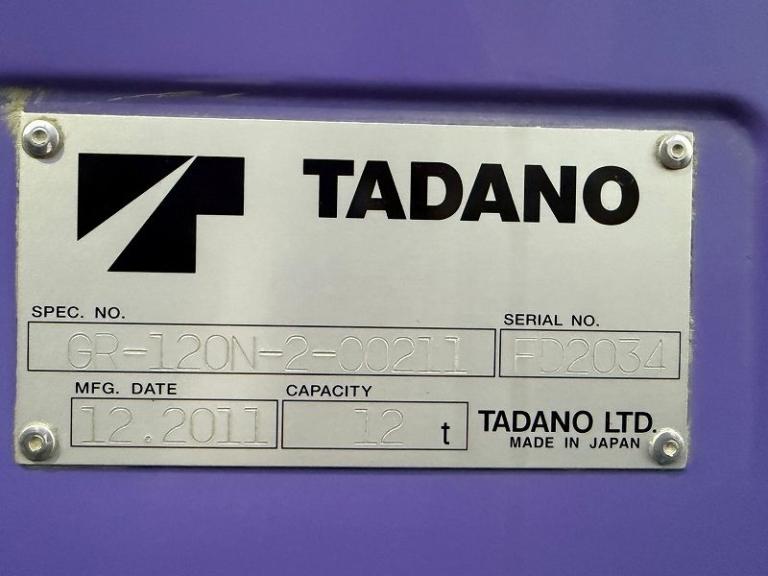 TADANO
SPEC. NO.
GR-120N-2-00211
SERIAL NO.
FD2034
MFG. DATE
12.2011
CAPACITY
12 t
TADANO LTD.
MADE IN JAPAN